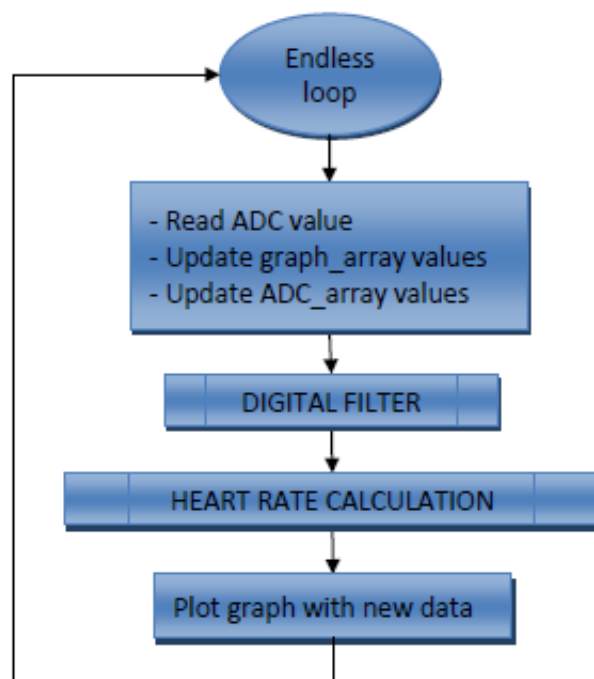 Endless
loop
- Read ADC value
- Update graph_array values
- Update ADC_array values
DIGITAL FILTER
HEART RATE CALCULATION
Plot graph with new data